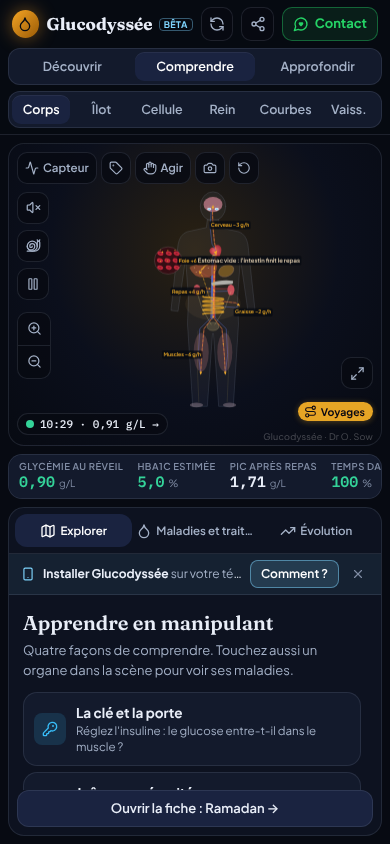 Glucodyssée BÊTA Contact
Découvrir Comprendre Approfondir
Corps Îlot Cellule Rein Courbes Vaiss.
Capteur Agir
Cerveau −3 g/h
Estomac vide : l'intestin finit le repas
Graisse −2 g/h
Muscles −6 g/h
Voyages
10:29 · 0,91 g/L →
Glucodyssée · Dr O. Sow
GLYCÉMIE AU RÉVEIL HBA1C ESTIMÉE PIC APRÈS REPAS TEMPS DA
0,90 g/L 5,0 % 1,71 g/L 100 %
Explorer Maladies et trait… Évolution
Installer Glucodyssée sur votre té… Comment ?
Apprendre en manipulant
Quatre façons de comprendre. Touchez aussi un
organe dans la scène pour voir ses maladies.
La clé et la porte
Réglez l'insuline : le glucose entre-t-il dans le
muscle ?
Ouvrir la fiche : Ramadan →